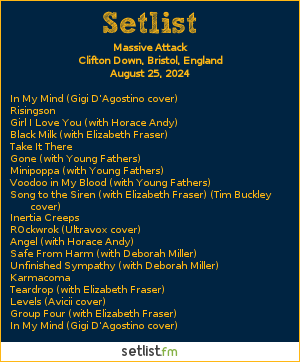 Setlist
Massive Attack
Clifton Down, Bristol, England
August 25, 2024
In My Mind (Gigi D'Agostino cover)
Risingson
Girl I Love You (with Horace Andy)
Black Milk (with Elizabeth Fraser)
Take It There
Gone (with Young Fathers)
Minipoppa (with Young Fathers)
Voodoo in My Blood (with Young Fathers)
Song to the Siren (with Elizabeth Fraser) (Tim Buckley
cover)
Inertia Creeps
ROckwrok (Ultravox cover)
Angel (with Horace Andy)
Safe From Harm (with Deborah Miller)
Unfinished Sympathy (with Deborah Miller)
Karmacoma
Teardrop (with Elizabeth Fraser)
Levels (Avicii cover)
Group Four (with Elizabeth Fraser)
In My Mind (Gigi D'Agostino cover)
setlist.fm